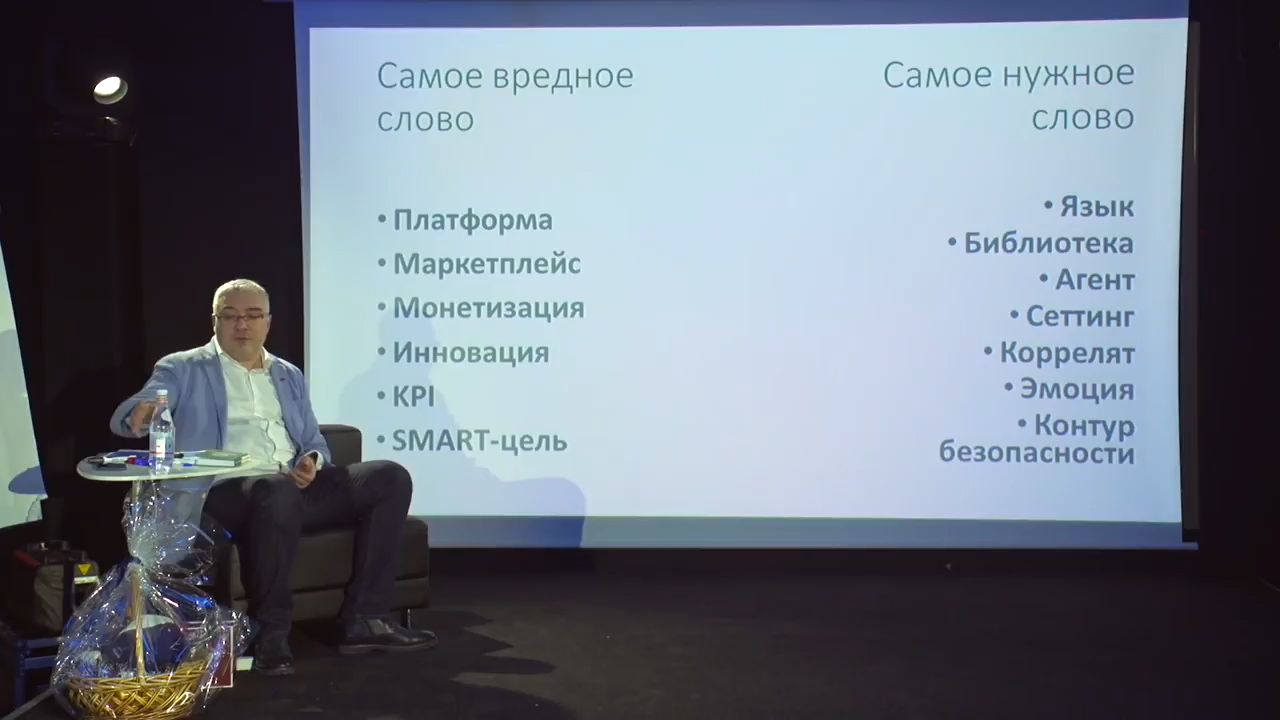 Самое вредное
слово
• Платформа
• Маркетплейс
• Монетизация
• Инновация
• KPI
• SMART-цель
Самое нужное
слово
• Язык
• Библиотека
• Агент
• Сеттинг
• Коррелят
• Эмоция
• Контур
безопасности